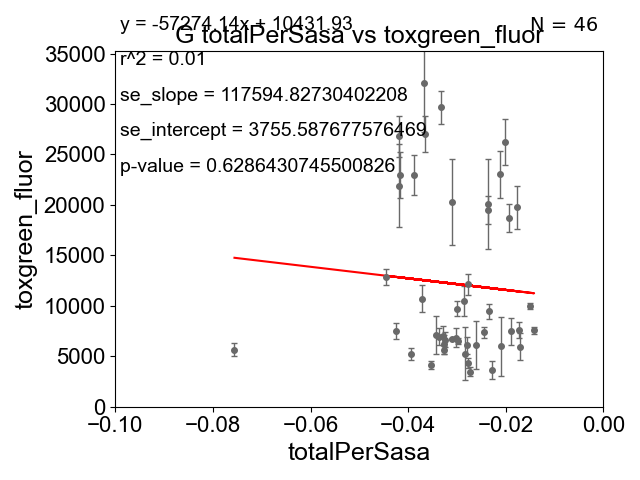 y = -57274.14x + 10431.93
N = 46
G totalPerSasa vs toxgreen_fluor
r^2 = 0.01
se_slope = 117594.82730402208
se_intercept = 3755.587677576469
p-value = 0.6286430745500826
toxgreen_fluor
35000
30000
25000
20000
15000
10000
5000
0
−0.10 −0.08 −0.06 −0.04 −0.02 0.00
totalPerSasa